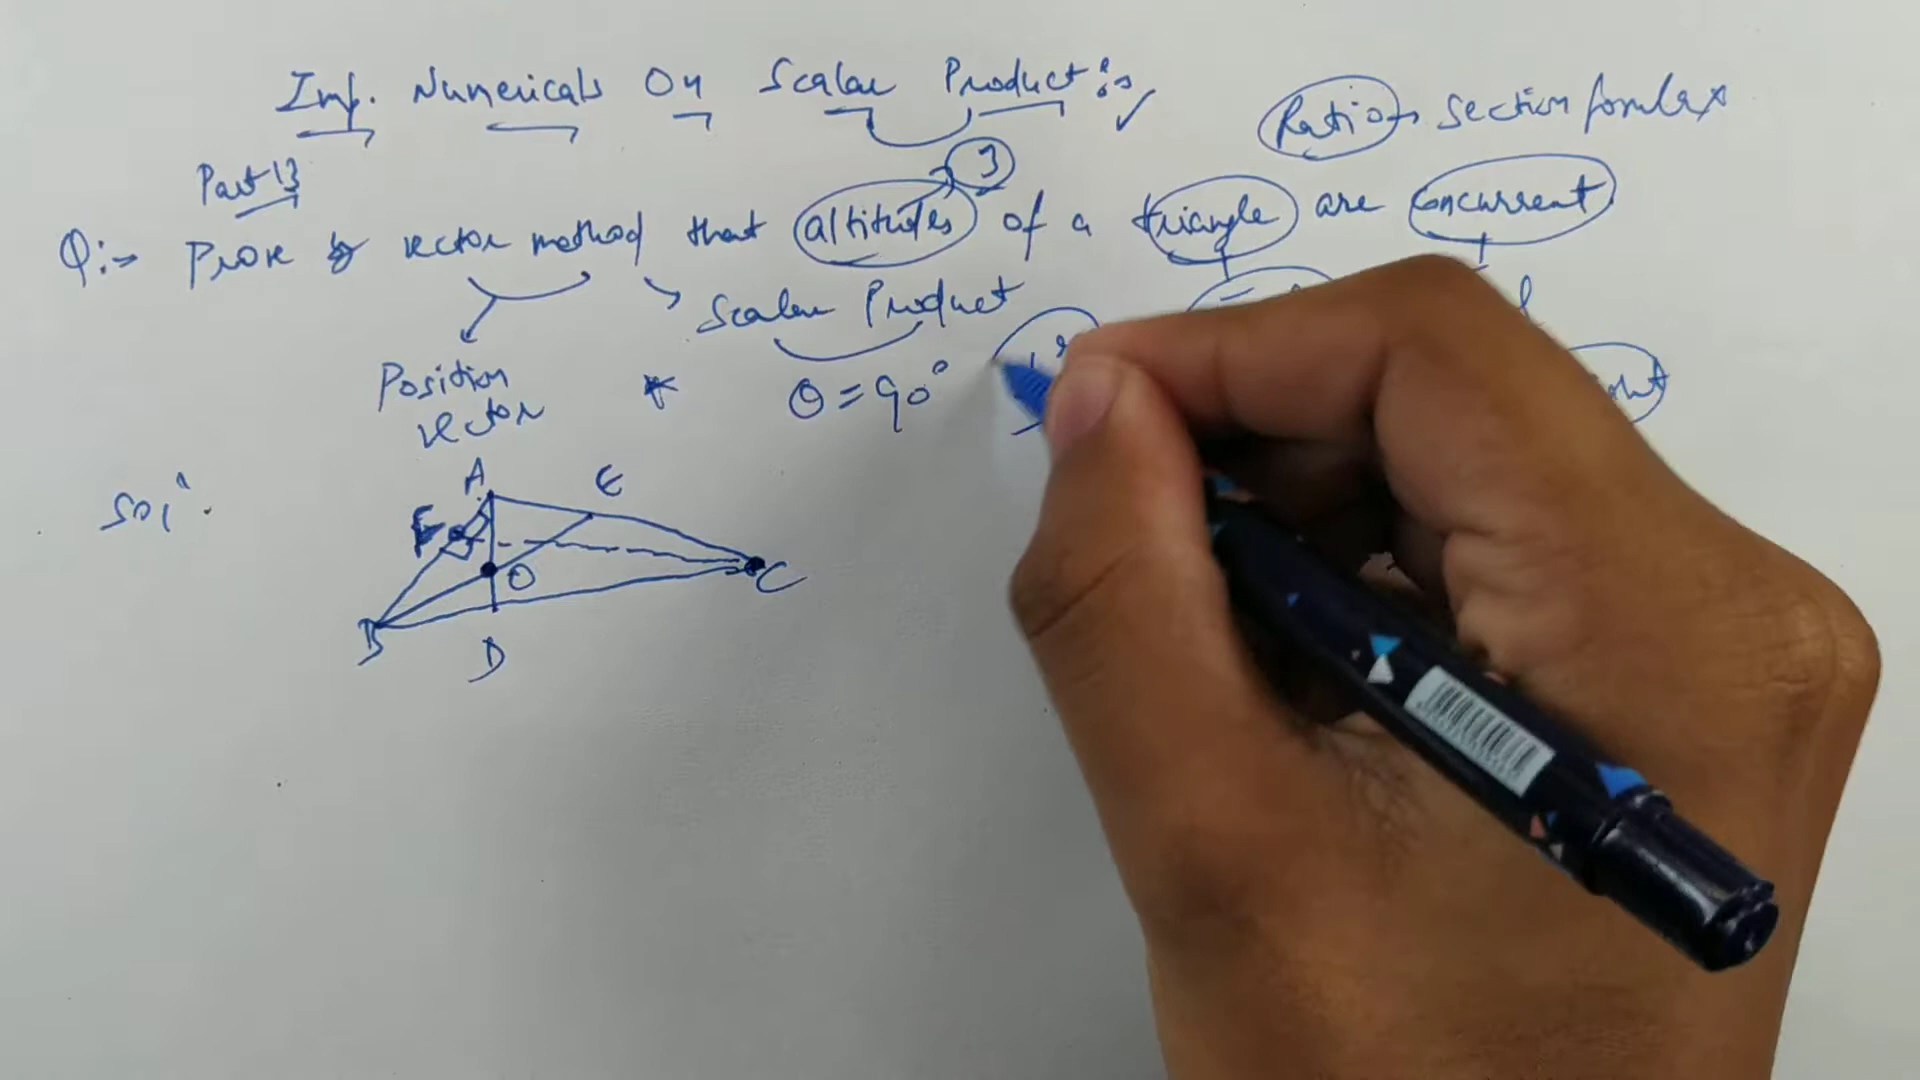 Imp. Numericals On Scalar Product :-
Ratio → Section formula x
Part 13
3
Q:- Prove by vector method that altitudes of a triangle are concurrent
Scalar Product
Position vector
θ = 90°
Sol:
A
E
F
O
C
B
D